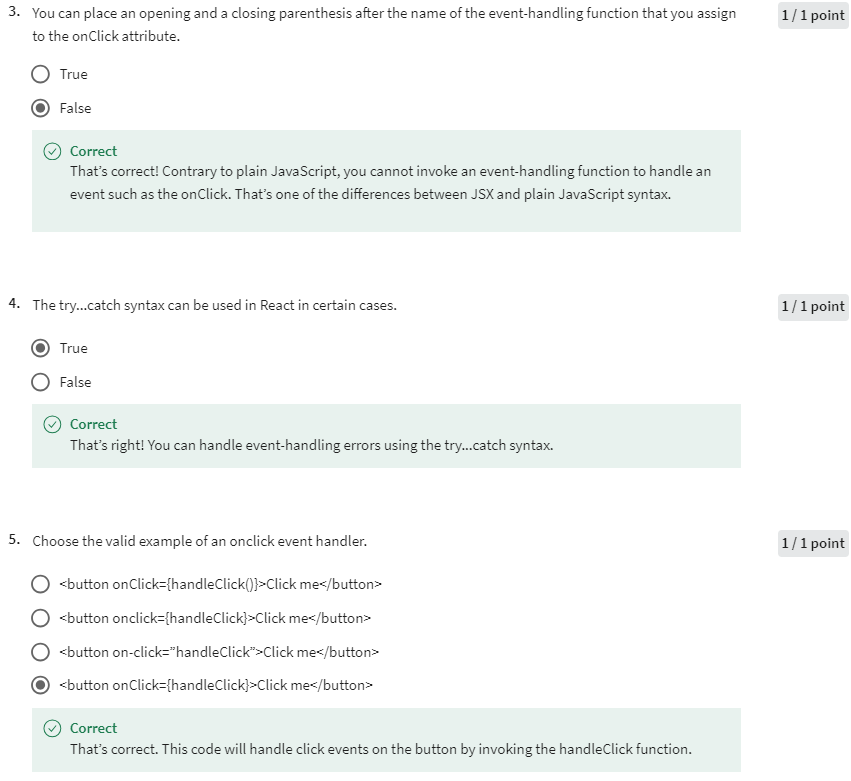 3. You can place an opening and a closing parenthesis after the name of the event-handling function that you assign
to the onClick attribute.
1 / 1 point
True
False
Correct
That's correct! Contrary to plain JavaScript, you cannot invoke an event-handling function to handle an
event such as the onClick. That's one of the differences between JSX and plain JavaScript syntax.
4. The try...catch syntax can be used in React in certain cases.
1 / 1 point
True
False
Correct
That's right! You can handle event-handling errors using the try...catch syntax.
5. Choose the valid example of an onclick event handler.
1 / 1 point
<button onClick={handleClick()}>Click me</button>
<button onclick={handleClick}>Click me</button>
<button on-click=”handleClick”>Click me</button>
<button onClick={handleClick}>Click me</button>
Correct
That's correct. This code will handle click events on the button by invoking the handleClick function.